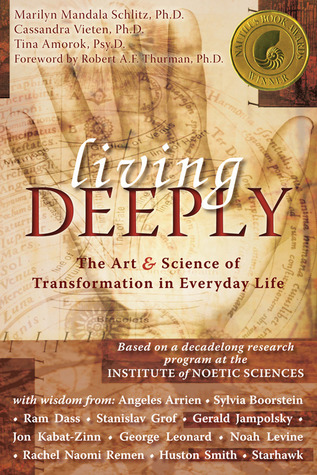 Marilyn Mandala Schlitz, Ph.D.
Cassandra Vieten, Ph.D.
Tina Amorok, Psy.D.
Foreword by Robert A.F. Thurman, Ph.D.
NAUTILUS BOOK AWARDS
WINNER
living
DEEPLY
The Art & Science of
Transformation in Everyday Life
Based on a decadelong research
program at the
INSTITUTE OF NOETIC SCIENCES
with wisdom from: Angeles Arrien • Sylvia Boorstein
• Ram Dass • Stanislav Grof • Gerald Jampolsky •
Jon Kabat-Zinn • George Leonard • Noah Levine
• Rachel Naomi Remen • Huston Smith • Starhawk